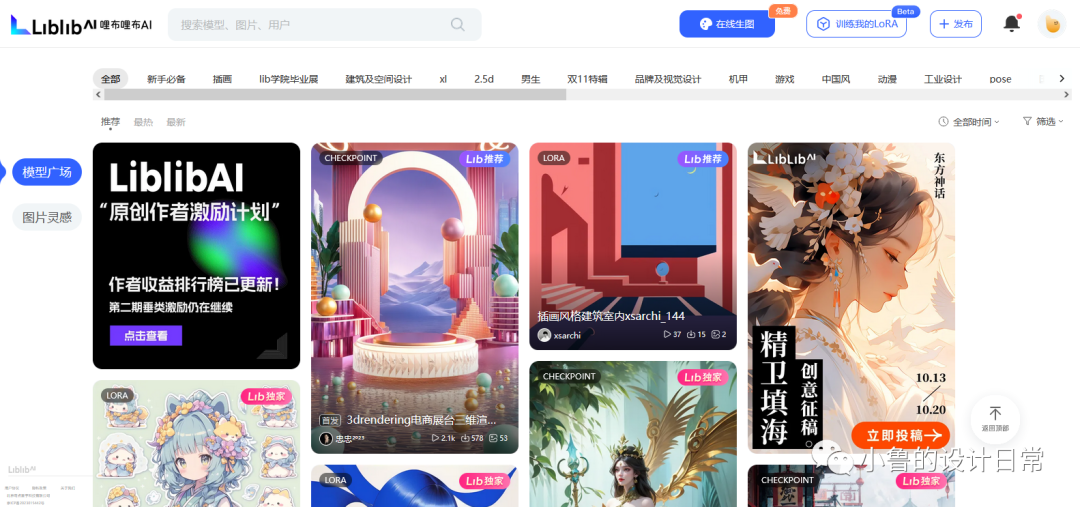 LiblibAI 哩布哩布AI
搜索模型、图片、用户
在线生图
免费
训练我的LoRA
Beta
发布
全部 新手必备 插画 lib学院毕业展 建筑及空间设计 xl 2.5d 男生 双11特辑 品牌及视觉设计 机甲 游戏 中国风 动漫 工业设计 pose
推荐 最热 最新
全部时间 筛选
模型广场
图片灵感
LiblibAI
“原创作者激励计划”
作者收益排行榜已更新!
第二期垂类激励仍在继续
点击查看
CHECKPOINT
Lib推荐
首发 3drendering电商展台三维渲...
忠忠2023
2.1k 578 53
LORA
Lib推荐
插画风格建筑室内xsarchi_144
xsarchi
37 15 2
LIBLIBAI
东方神话
精卫填海
创意征稿。
10.13
10.20
立即投稿
LORA
Lib独家
LORA
Lib独家
CHECKPOINT
Lib独家
CHECKPOINT
Lib独家
返回顶部
LiblibAI
小鲁的设计日常